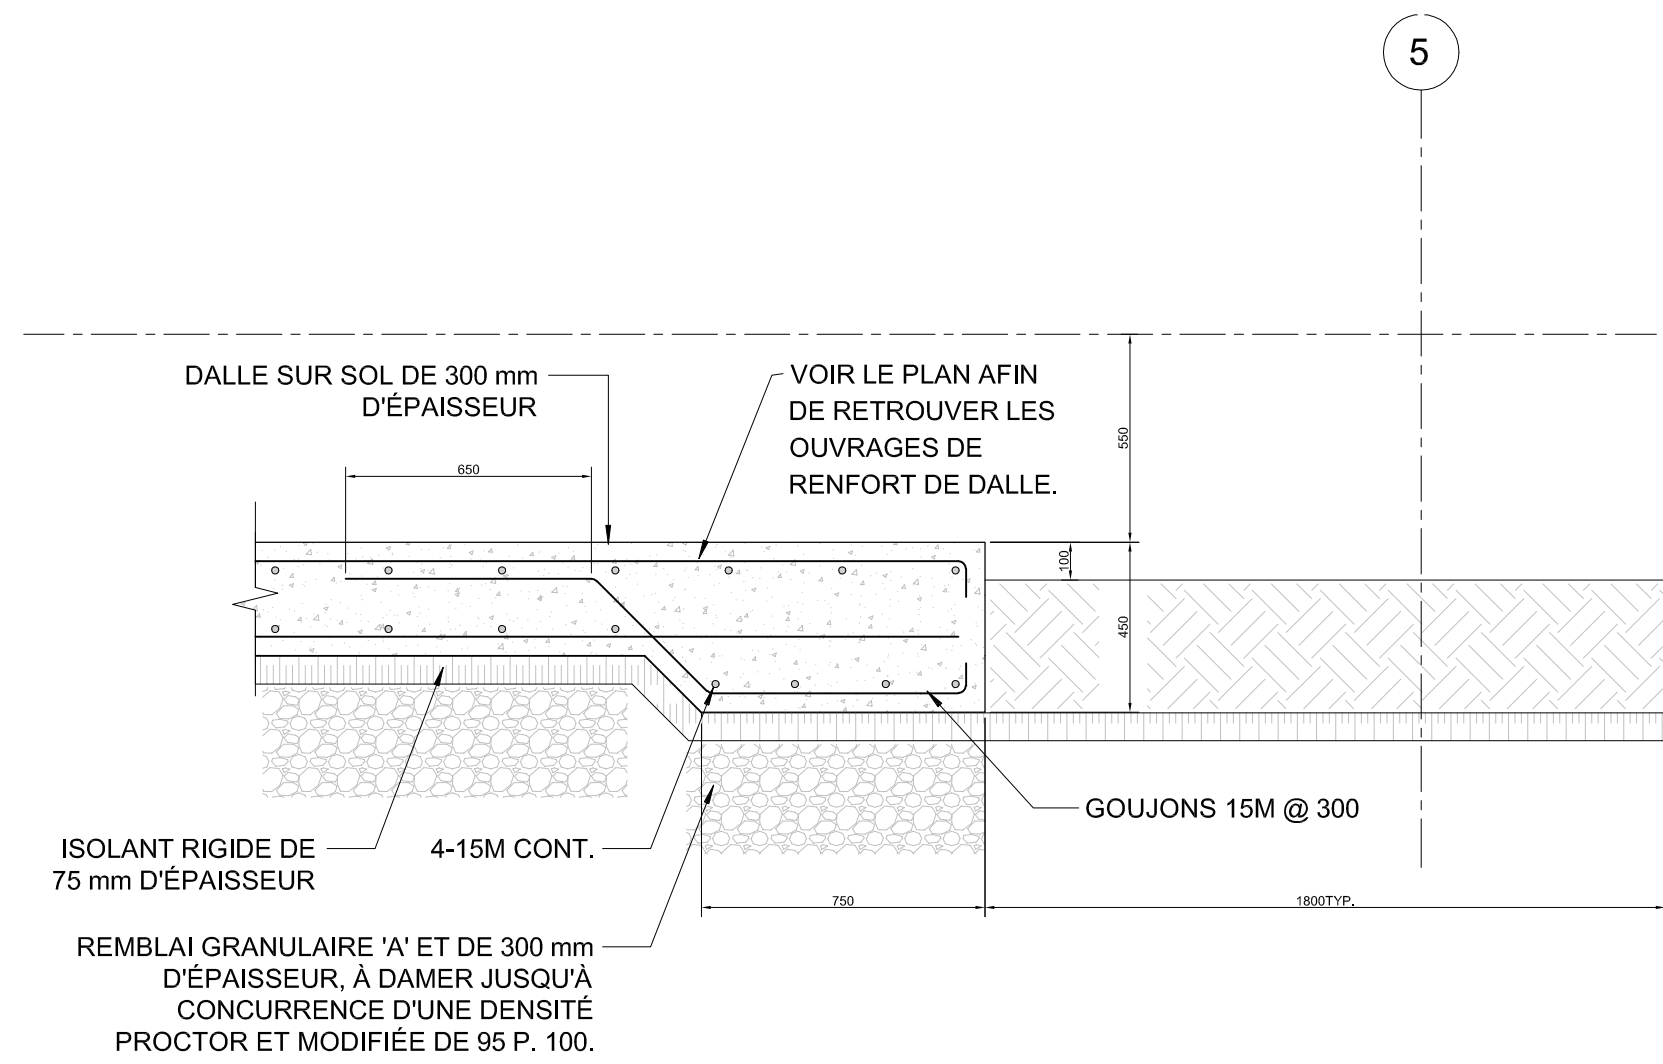 5
DALLE SUR SOL DE 300 mm
D'ÉPAISSEUR
VOIR LE PLAN AFIN
DE RETROUVER LES
OUVRAGES DE
RENFORT DE DALLE.
550
650
100
450
GOUJONS 15M @ 300
ISOLANT RIGIDE DE
75 mm D'ÉPAISSEUR
4-15M CONT.
750
1800TYP.
REMBLAI GRANULAIRE 'A' ET DE 300 mm
D'ÉPAISSEUR, À DAMER JUSQU'À
CONCURRENCE D'UNE DENSITÉ
PROCTOR ET MODIFIÉE DE 95 P. 100.